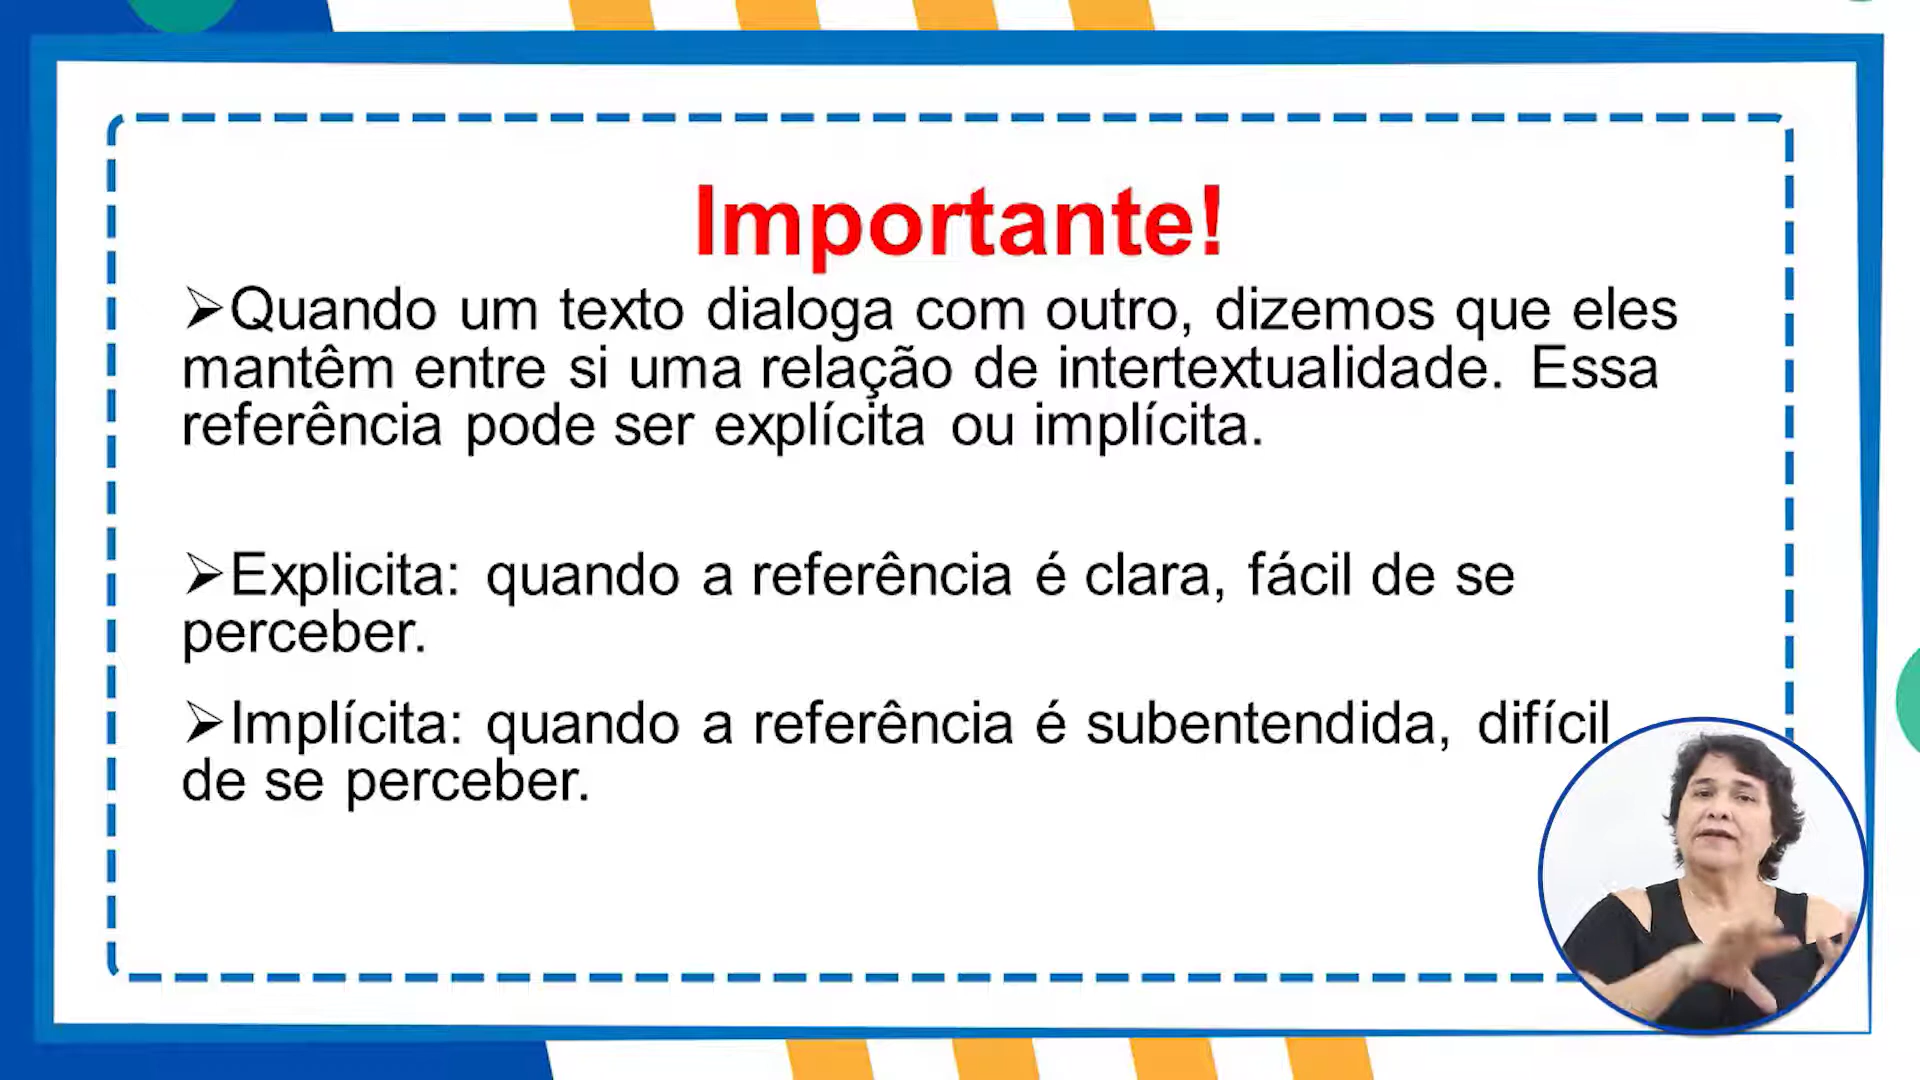 Importante!
➢Quando um texto dialoga com outro, dizemos que eles
mantêm entre si uma relação de intertextualidade. Essa
referência pode ser explícita ou implícita.
➢Explicita: quando a referência é clara, fácil de se
perceber.
➢Implícita: quando a referência é subentendida, difícil
de se perceber.